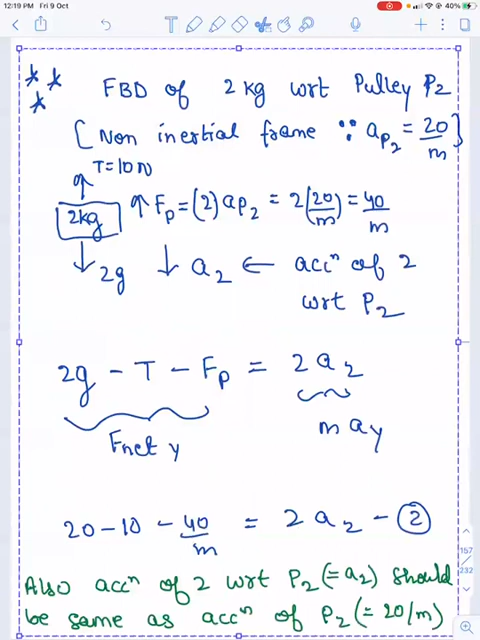 12:19 PM Fri 9 Oct
40%
FBD of 2 kg wrt Pulley P2
[Non inertial frame ∵ aP2 = 20/m]
T=10N
2kg
↑ Fp = (2) aP2 = 2(20/m) = 40/m
2g ↓ a2 ← accn of 2
wrt P2
2g - T - Fp = 2 a2
Fnet y
m ay
20 - 10 - 40/m = 2 a2 - ②
157
232
Also accn of 2 wrt P2 (= a2) should
be same as accn of P2 (= 20/m)